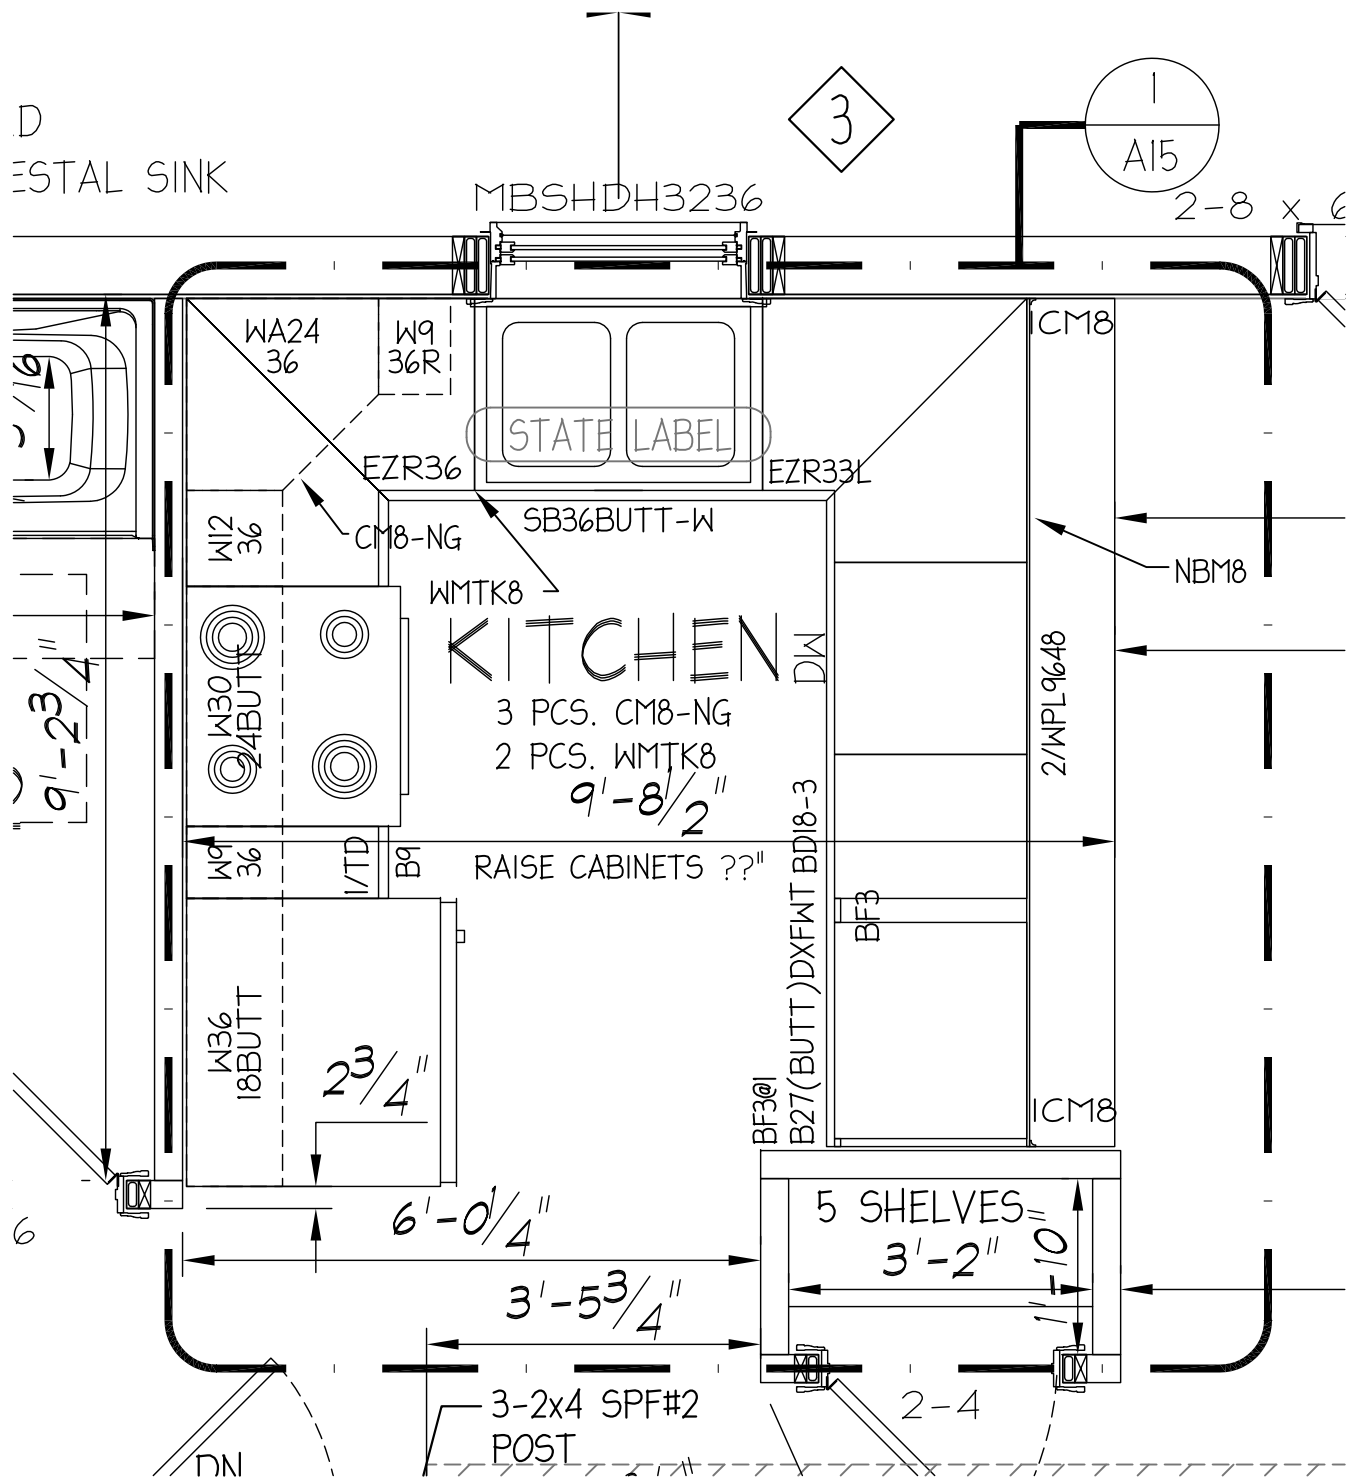 3
1
A15
ESTAL SINK
MBSHDH3236
2-8 x 6
WA24
36
W9
36R
ICM8
STATE LABEL
EZR36
EZR33L
SB36BUTT-W
W12
36
CM8-NG
WMTK8
NBM8
KITCHEN
DW
3 PCS. CM8-NG
2 PCS. WMTK8
9'-8 1/2"
2/WPL9648
W30
24BUTT
9'-2 3/4"
W9
36
1/TD
B9
RAISE CABINETS ??"
B27(BUTT)DXFWT BD18-3
BF3
W36
18BUTT
2 3/4"
BF3@1
ICM8
6'-0 1/4"
5 SHELVES
3'-2"
1'-10"
3'-5 3/4"
3-2x4 SPF#2
POST
2-4
DN